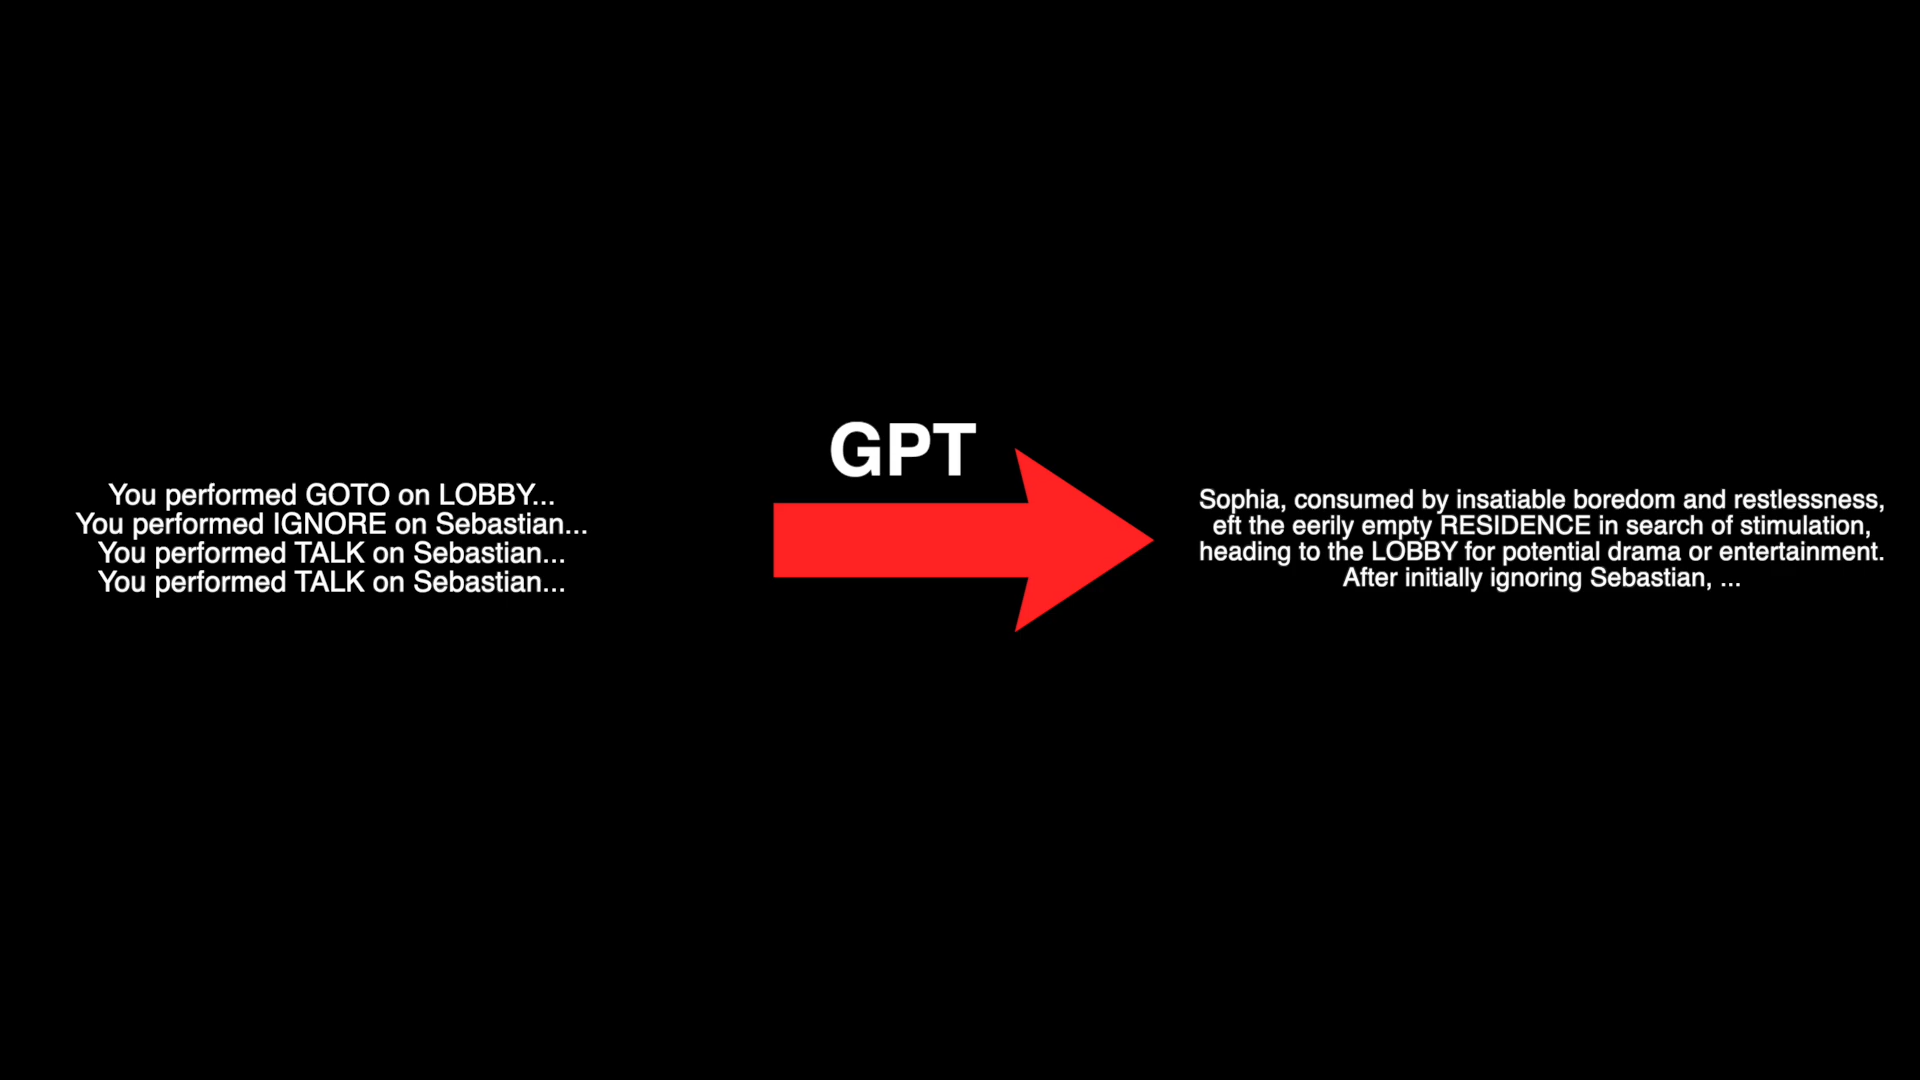 You performed GOTO on LOBBY...
You performed IGNORE on Sebastian...
You performed TALK on Sebastian...
You performed TALK on Sebastian...
GPT
Sophia, consumed by insatiable boredom and restlessness,
eft the eerily empty RESIDENCE in search of stimulation,
heading to the LOBBY for potential drama or entertainment.
After initially ignoring Sebastian, ...